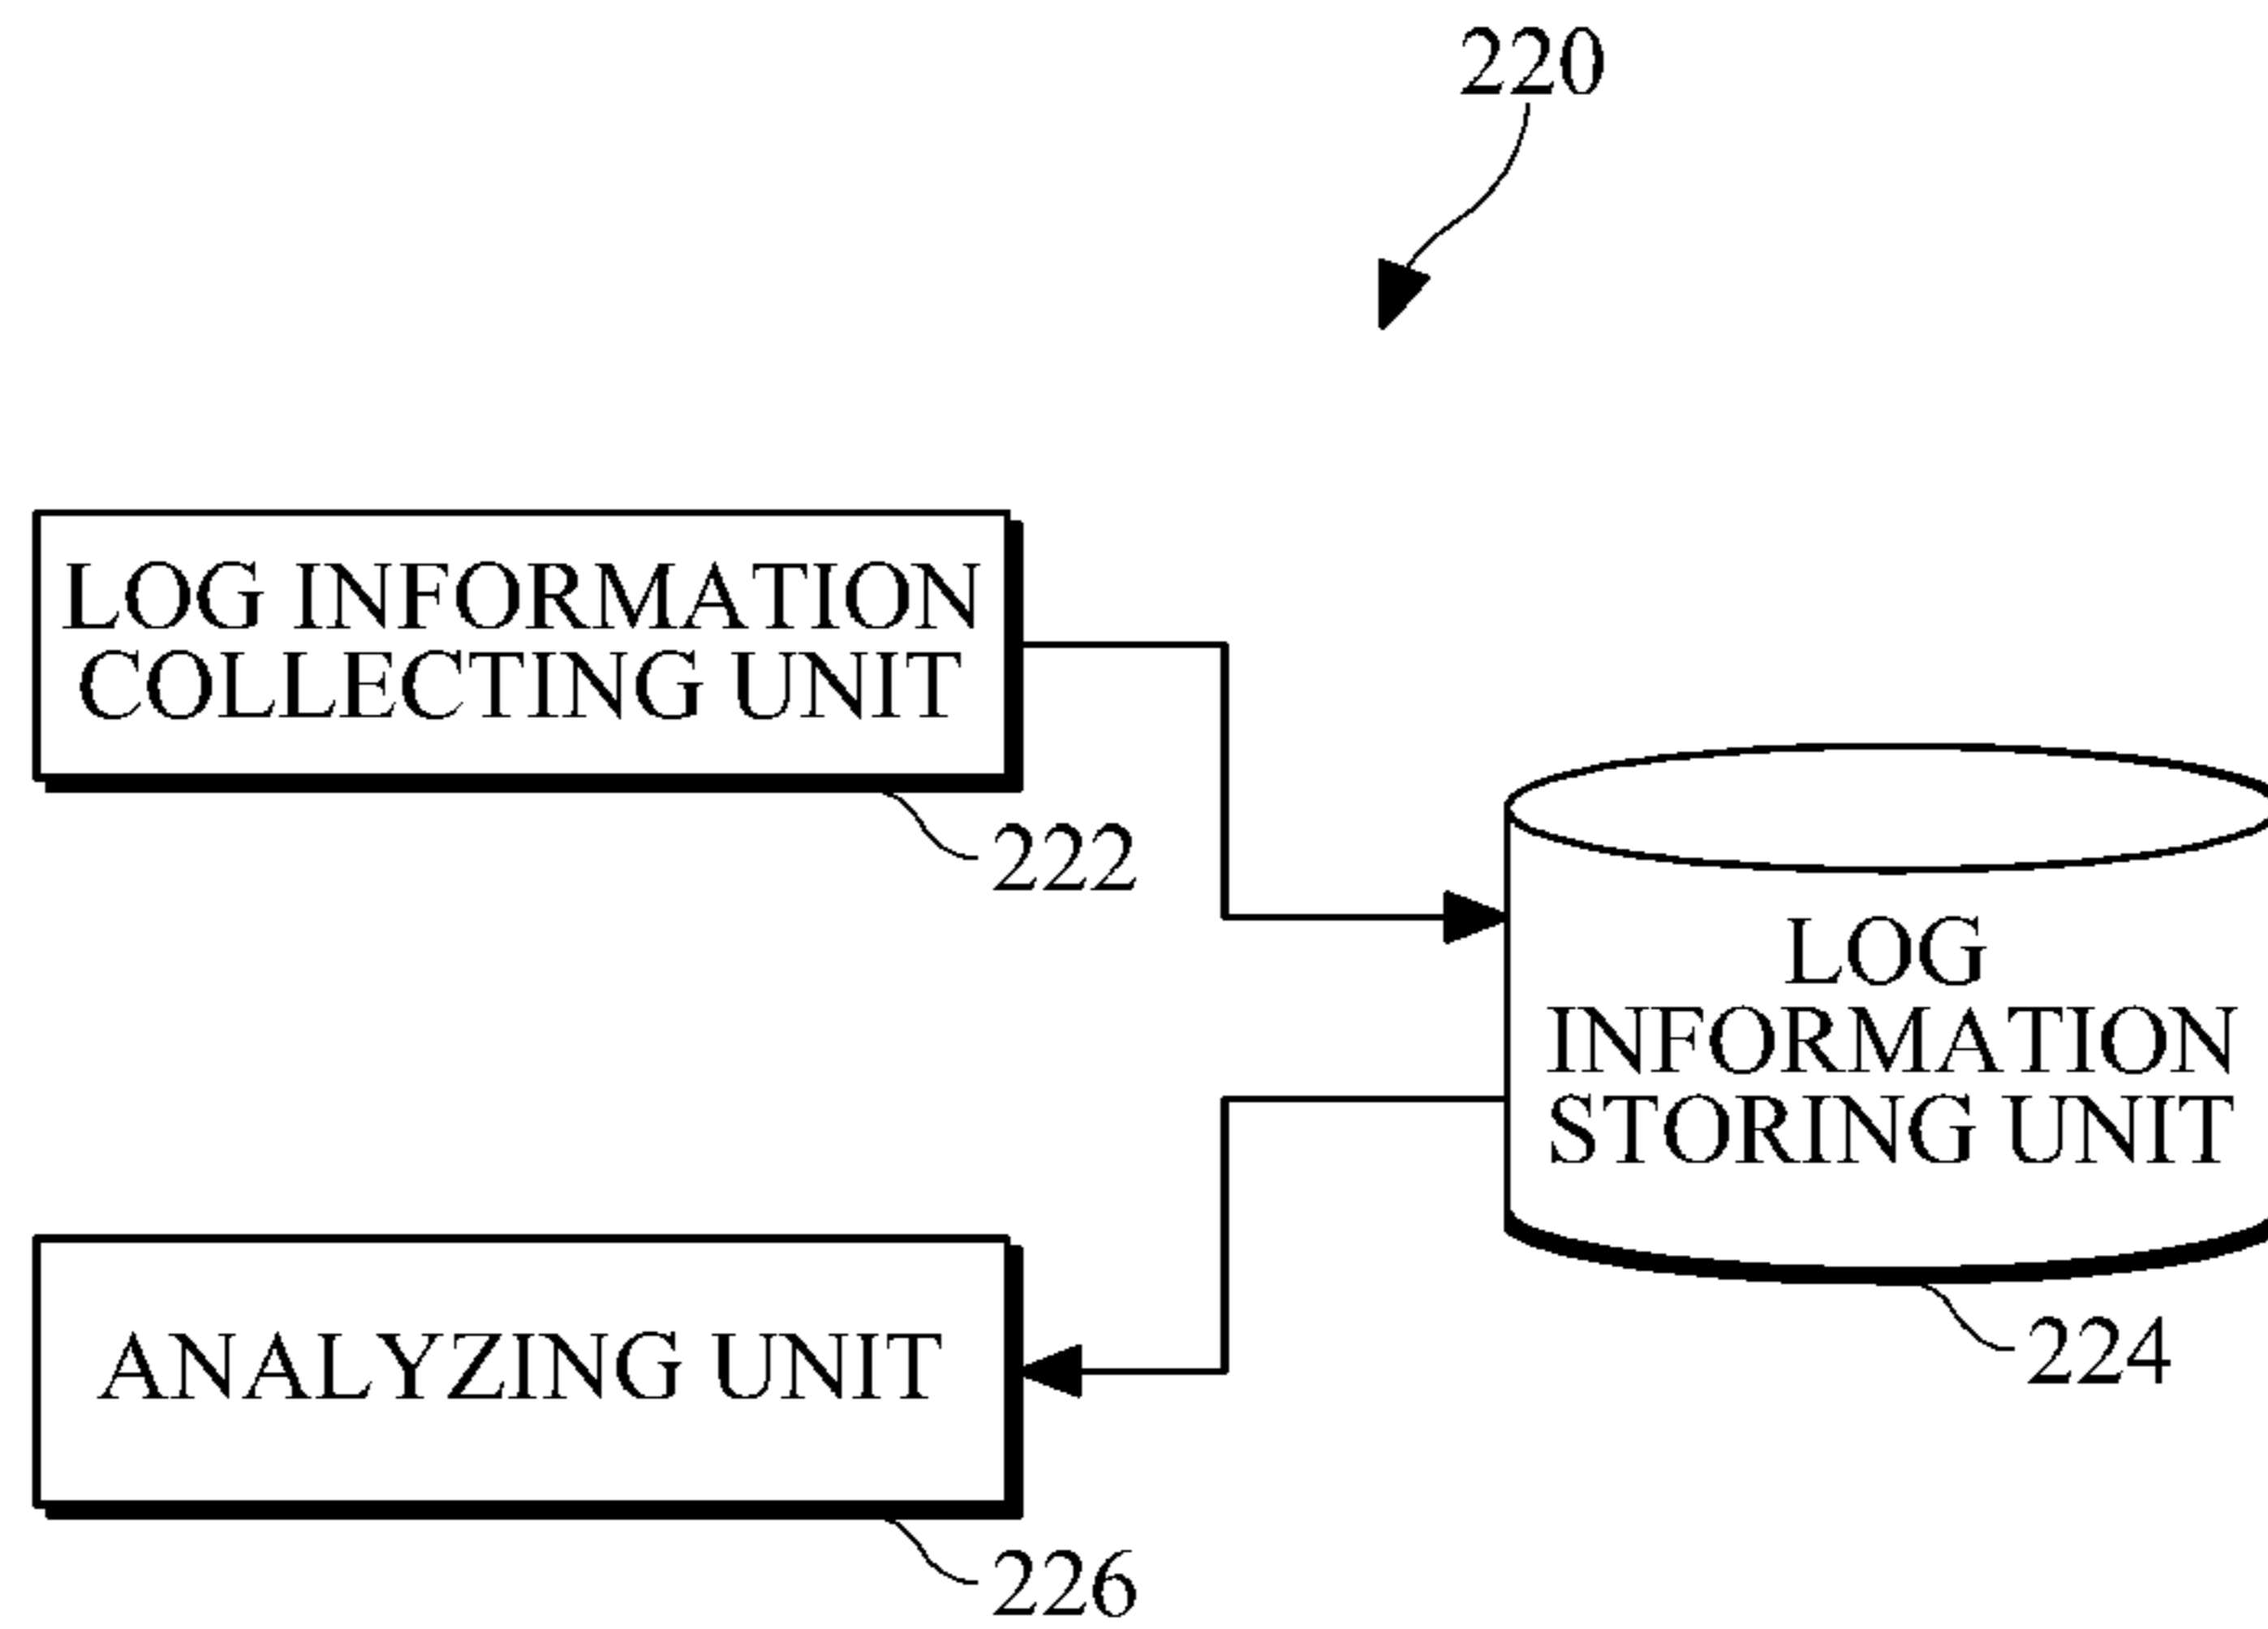 220
LOG INFORMATION
COLLECTING UNIT
222
LOG
INFORMATION
STORING UNIT
224
ANALYZING UNIT
226